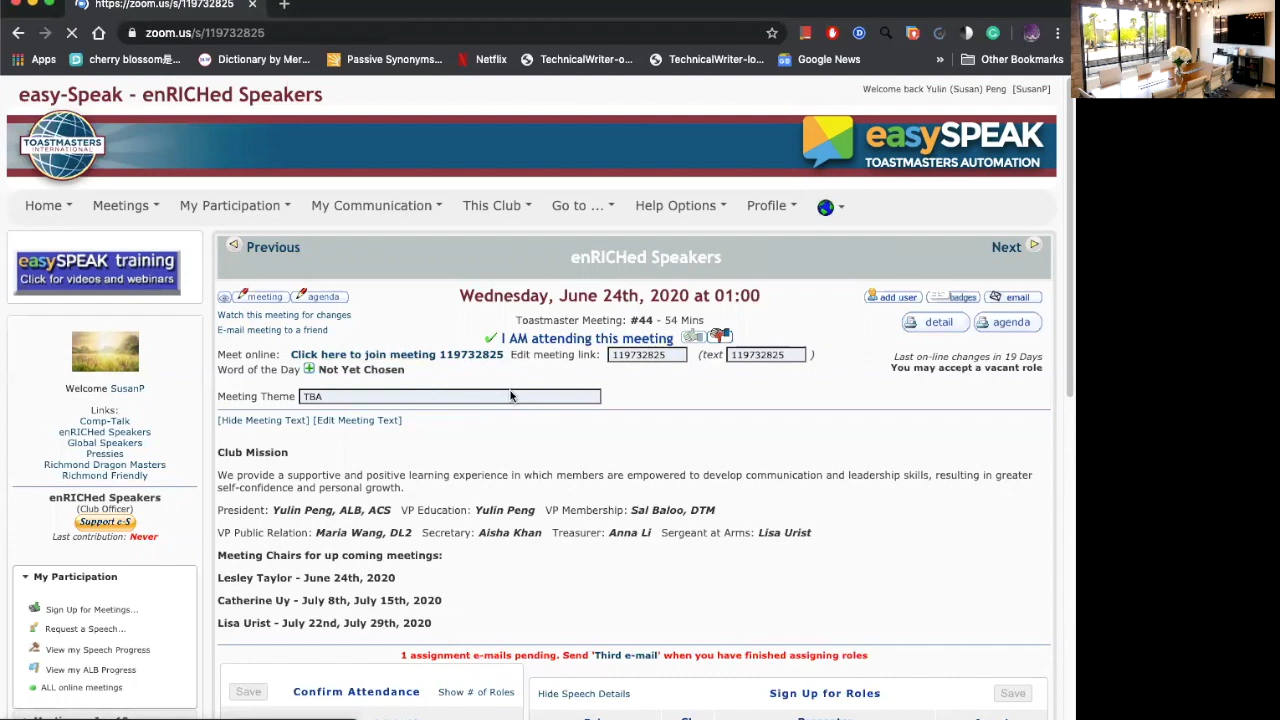 https://zoom.us/s/119732825
zoom.us/s/119732825
Apps cherry blossom是... Dictionary by Mer... Passive Synonyms... Netflix TechnicalWriter-o... TechnicalWriter-lo... Google News » Other Bookmarks
easy-Speak - enRICHed Speakers
Welcome back Yulin (Susan) Peng [SusanP]
TOASTMASTERS
INTERNATIONAL
easySPEAK
TOASTMASTERS AUTOMATION
Home Meetings My Participation My Communication This Club Go to ... Help Options Profile
easySPEAK training
Click for videos and webinars
Welcome SusanP
Links:
Comp-Talk
enRICHed Speakers
Global Speakers
Pressies
Richmond Dragon Masters
Richmond Friendly
enRICHed Speakers
(Club Officer)
Support e-S
Last contribution: Never
My Participation
Sign Up for Meetings...
Request a Speech...
View my Speech Progress
View my ALB Progress
ALL online meetings
Previous
enRICHed Speakers
Next
meeting agenda
Wednesday, June 24th, 2020 at 01:00
add user badges email
Watch this meeting for changes
Toastmaster Meeting: #44 - 54 Mins
detail agenda
E-mail meeting to a friend
I AM attending this meeting
Meet online: Click here to join meeting 119732825 Edit meeting link: 119732825 (text 119732825 )
Last on-line changes in 19 Days
You may accept a vacant role
Word of the Day Not Yet Chosen
Meeting Theme TBA
[Hide Meeting Text] [Edit Meeting Text]
Club Mission
We provide a supportive and positive learning experience in which members are empowered to develop communication and leadership skills, resulting in greater
self-confidence and personal growth.
President: Yulin Peng, ALB, ACS VP Education: Yulin Peng VP Membership: Sal Baloo, DTM
VP Public Relation: Maria Wang, DL2 Secretary: Aisha Khan Treasurer: Anna Li Sergeant at Arms: Lisa Urist
Meeting Chairs for up coming meetings:
Lesley Taylor - June 24th, 2020
Catherine Uy - July 8th, July 15th, 2020
Lisa Urist - July 22nd, July 29th, 2020
1 assignment e-mails pending. Send 'Third e-mail' when you have finished assigning roles
Save Confirm Attendance Show # of Roles
Hide Speech Details Sign Up for Roles Save